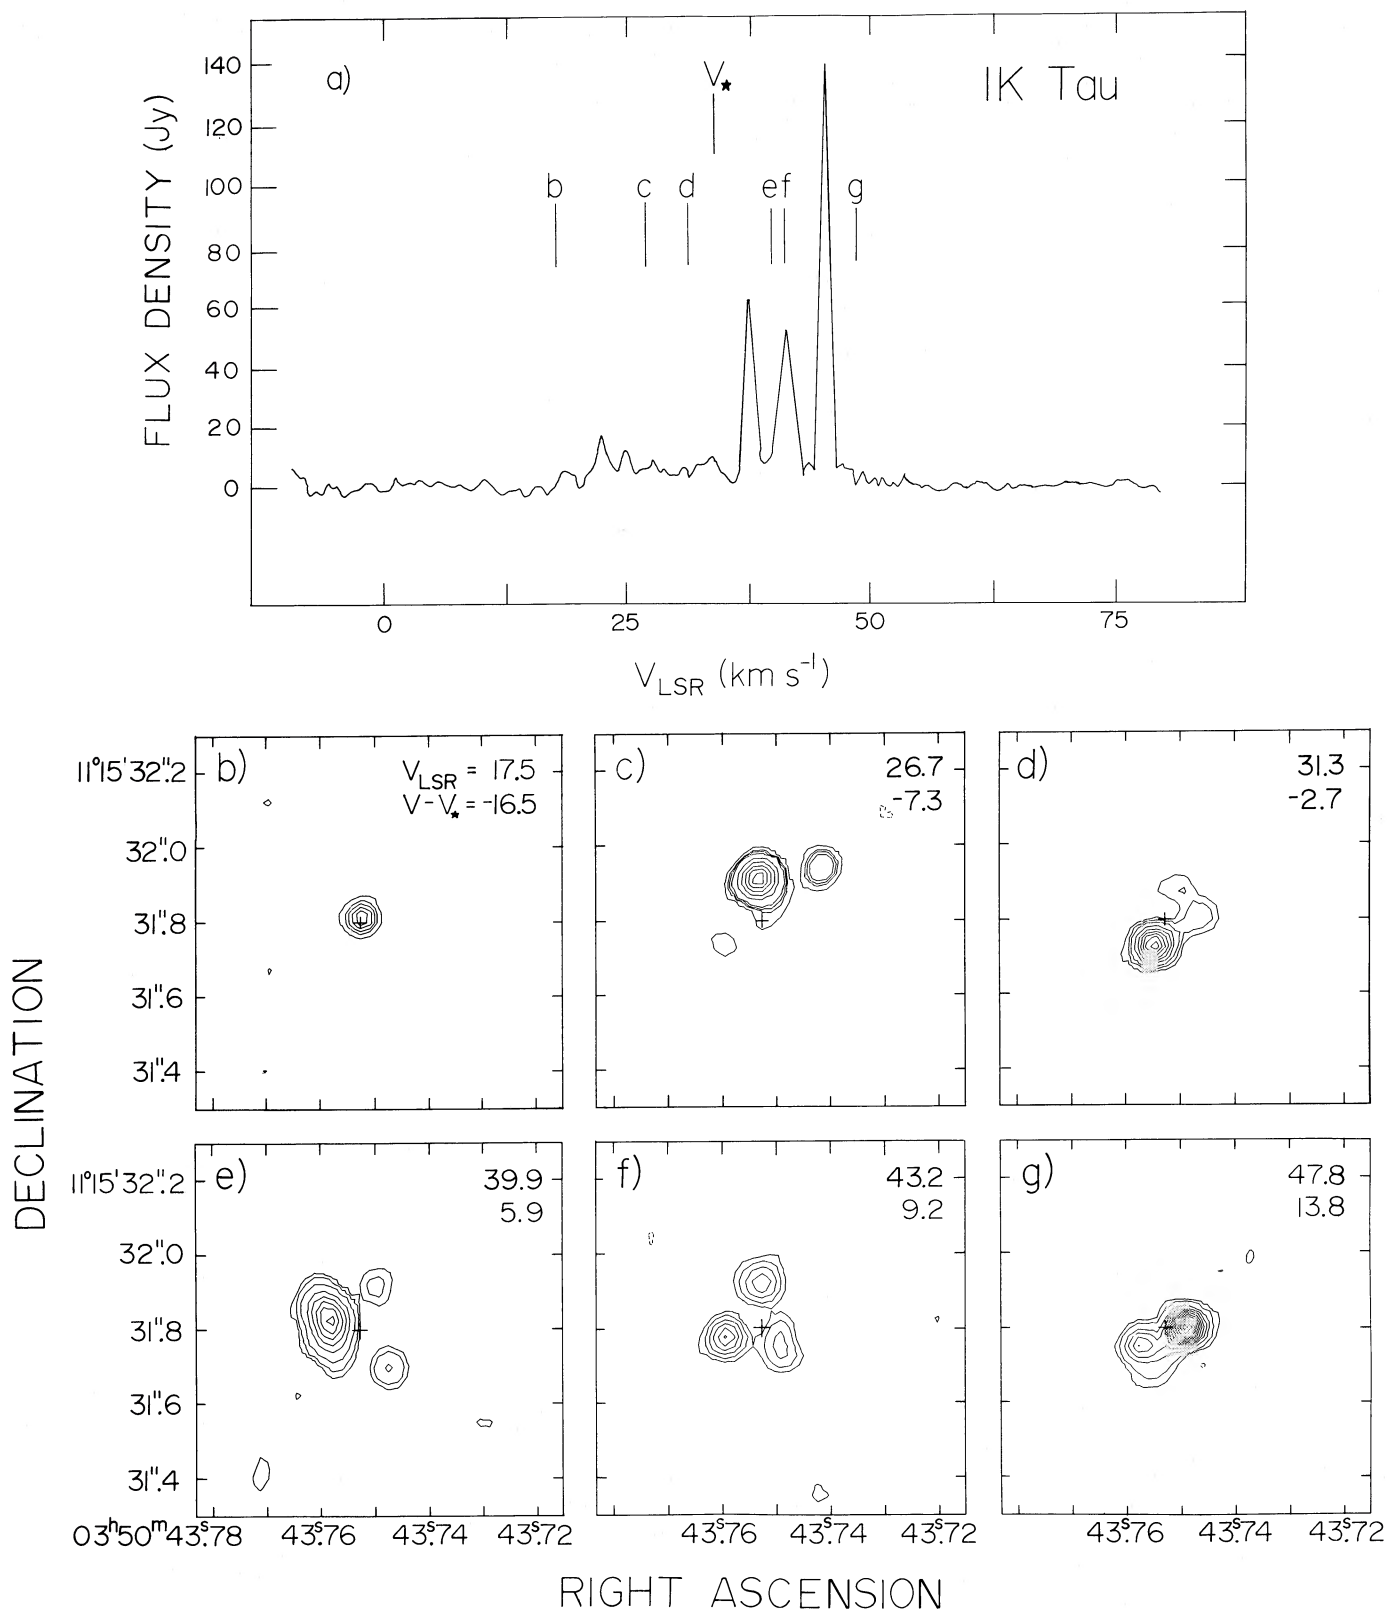 a)
V★
IK Tau
140
120
100
80
60
40
20
0
FLUX DENSITY (Jy)
b c d e f g
0 25 50 75
V_LSR (km s⁻¹)
b)
V_LSR = 17.5
V-V★ = -16.5
c)
26.7
-7.3
d)
31.3
-2.7
11°15'32".2
32".0
31".8
31".6
31".4
DECLINATION
e)
39.9
5.9
f)
43.2
9.2
g)
47.8
13.8
11°15'32".2
32".0
31".8
31".6
31".4
03ʰ50ᵐ43ˢ.78 43ˢ.76 43ˢ.74 43ˢ.72 43ˢ.76 43ˢ.74 43ˢ.72 43ˢ.76 43ˢ.74 43ˢ.72
RIGHT ASCENSION